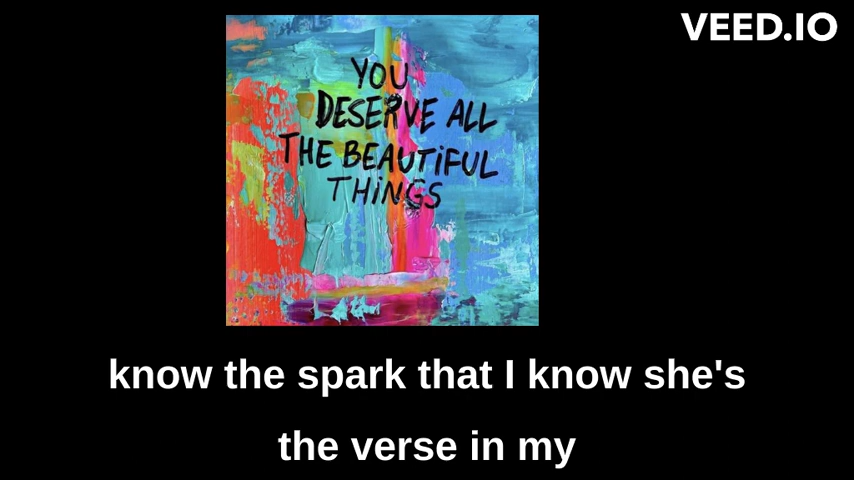 VEED.IO
YOU
DESERVE ALL
THE BEAUTiFUL
THiNGS
know the spark that I know she's
the verse in my